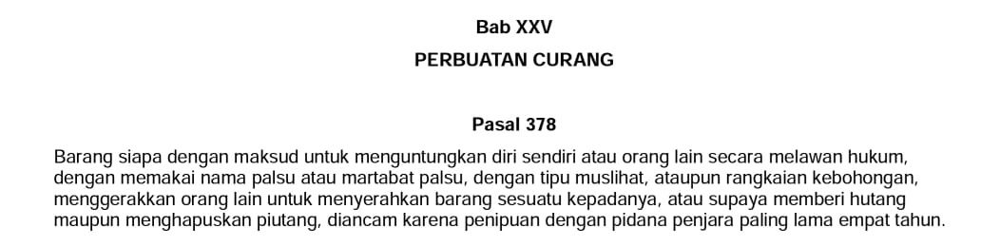 Bab XXV
PERBUATAN CURANG
Pasal 378
Barang siapa dengan maksud untuk menguntungkan diri sendiri atau orang lain secara melawan hukum,
dengan memakai nama palsu atau martabat palsu, dengan tipu muslihat, ataupun rangkaian kebohongan,
menggerakkan orang lain untuk menyerahkan barang sesuatu kepadanya, atau supaya memberi hutang
maupun menghapuskan piutang, diancam karena penipuan dengan pidana penjara paling lama empat tahun.